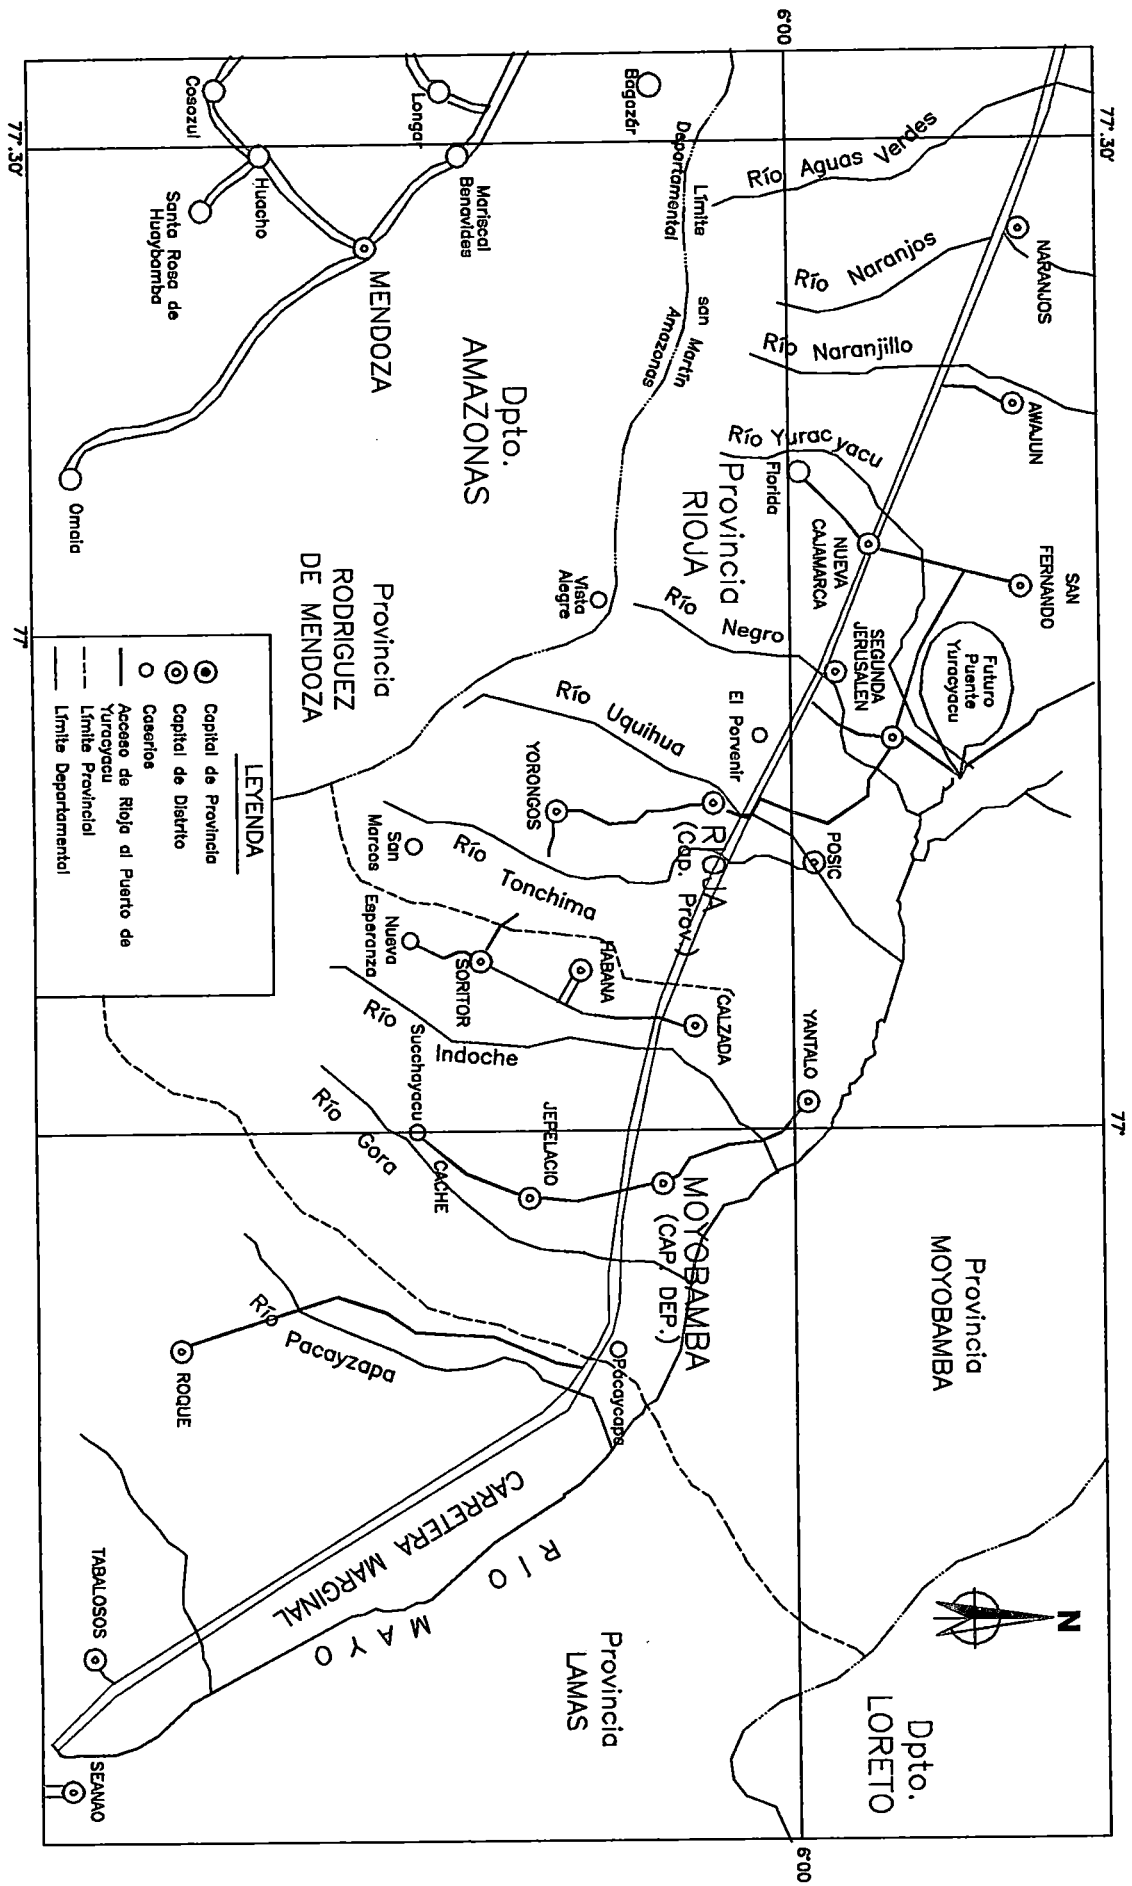 77°.30'
77°
6°00
Río Aguas Verdes
NARANJOS
Río Naranjos
Río Naranjillo
AWAJUN
Río Yuracyacu
Florida
NUEVA
CAJAMARCA
SAN
FERNANDO
Futuro
Puente
Yuracyacu
SEGUNDA
JERUSALEN
Río Negro
El Porvenir
Provincia
RIOJA
Bagazár
Límite
Departamental
san Martín
Amazonas
Vista
Alegre
Río Uquihua
YORONGOS
RIOJA
(Cap. Prov.)
POSIC
San
Marcos
Río Tonchima
Nueva
Esperanza
SORITOR
HABANA
CALZADA
YANTALO
Río Indoche
Succhayacu
Río Gora
CACHE
JEPELACIO
MOYOBAMBA
(CAP. DEP.)
Provincia
MOYOBAMBA
N
Dpto.
LORETO
Provincia
LAMAS
Pacaycapa
Río Pacayzapa
ROQUE
CARRETERA MARGINAL
RIO MAYO
TABALOSOS
SEANAO
6°00
Longar
Cosozul
Mariscal
Benavides
Huacho
Santa Rosa de
Huaybamba
MENDOZA
Dpto.
AMAZONAS
Omaia
Provincia
RODRIGUEZ
DE MENDOZA
77°.30'
77°
LEYENDA
Capital de Provincia
Capital de Distrito
Caserios
Acceso de Rioja al Puerto de
Yuracyacu
Límite Provincial
Límite Departamental